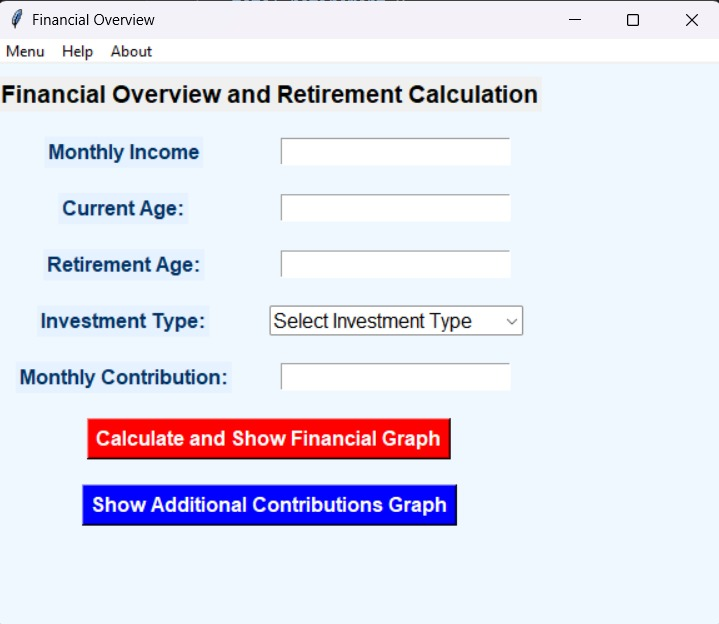 Financial Overview
Menu Help About
Financial Overview and Retirement Calculation
Monthly Income
Current Age:
Retirement Age:
Investment Type: Select Investment Type
Monthly Contribution:
Calculate and Show Financial Graph
Show Additional Contributions Graph